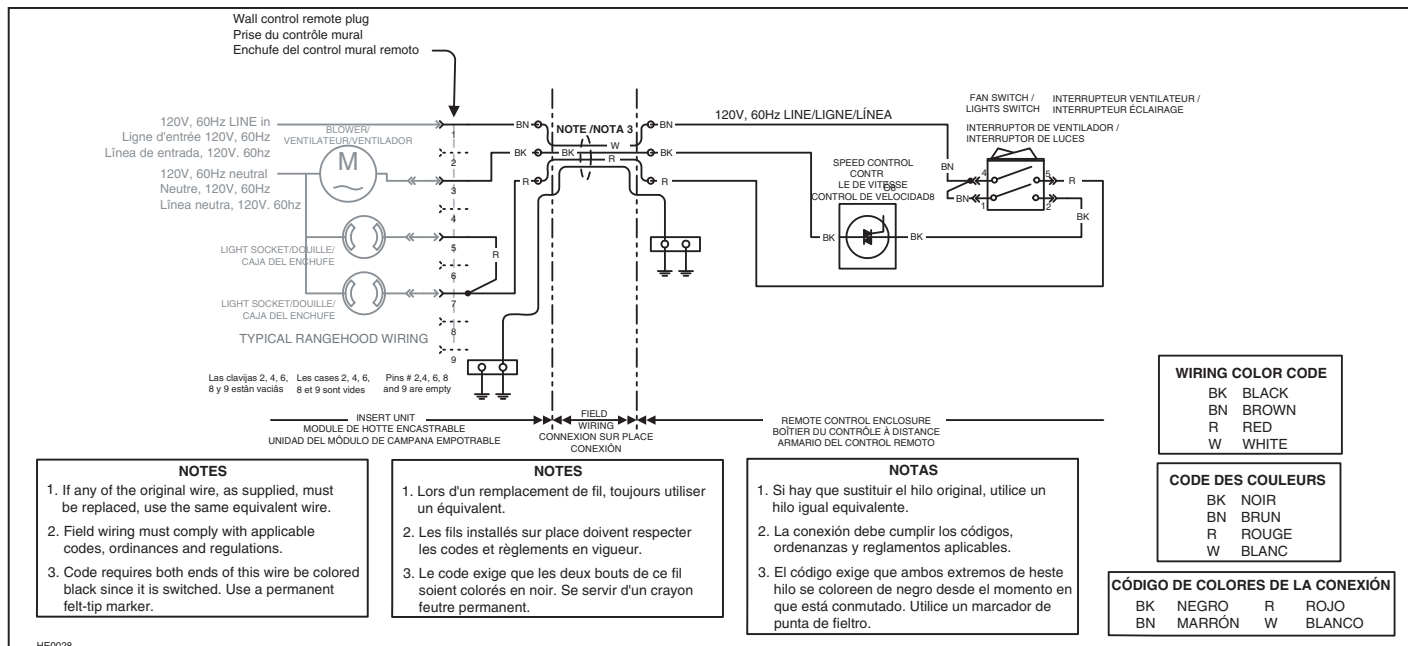 Wall control remote plug
Prise du contrôle mural
Enchufe del control mural remoto
120V, 60Hz LINE in
Ligne d'entrée 120V, 60Hz
Línea de entrada, 120V. 60hz
120V, 60Hz neutral
Neutre, 120V, 60Hz
Línea neutra, 120V. 60hz
BLOWER/
VENTILATEUR/VENTILADOR
M
LIGHT SOCKET/DOUILLE/
CAJA DEL ENCHUFE
LIGHT SOCKET/DOUILLE/
CAJA DEL ENCHUFE
TYPICAL RANGEHOOD WIRING
1
2
3
4
5
6
7
8
9
R
BN
BK
R
NOTE /NOTA 3
W
BK
R
BN
BK
R
120V, 60Hz LINE/LIGNE/LÍNEA
FAN SWITCH /
LIGHTS SWITCH
INTERRUPTEUR VENTILATEUR /
INTERRUPTEUR ÉCLAIRAGE
INTERRUPTOR DE VENTILADOR /
INTERRUPTOR DE LUCES
SPEED CONTROL
CONTR
LE DE VITESSE
CONTROL DE VELOCIDAD8
BK
BK
BN
BN
4
1
5
2
R
BK
Las clavijas 2, 4, 6,
8 y 9 estàn vaciàs
Les cases 2, 4, 6,
8 et 9 sont vides
Pins # 2,4, 6, 8
and 9 are empty
INSERT UNIT
MODULE DE HOTTE ENCASTRABLE
UNIDAD DEL MÓDULO DE CAMPANA EMPOTRABLE
FIELD
WIRING
CONNEXION SUR PLACE
CONEXIÓN
REMOTE CONTROL ENCLOSURE
BOÎTIER DU CONTRÔLE À DISTANCE
ARMARIO DEL CONTROL REMOTO
NOTES
1. If any of the original wire, as supplied, must
be replaced, use the same equivalent wire.
2. Field wiring must comply with applicable
codes, ordinances and regulations.
3. Code requires both ends of this wire be colored
black since it is switched. Use a permanent
felt-tip marker.
NOTES
1. Lors d'un remplacement de fil, toujours utiliser
un équivalent.
2. Les fils installés sur place doivent respecter
les codes et règlements en vigueur.
3. Le code exige que les deux bouts de ce fil
soient colorés en noir. Se servir d'un crayon
feutre permanent.
NOTAS
1. Si hay que sustituir el hilo original, utilice un
hilo igual equivalente.
2. La conexión debe cumplir los códigos,
ordenanzas y reglamentos aplicables.
3. El código exige que ambos extremos de heste
hilo se coloreen de negro desde el momento en
que está conmutado. Utilice un marcador de
punta de fieltro.
WIRING COLOR CODE
BK BLACK
BN BROWN
R RED
W WHITE
CODE DES COULEURS
BK NOIR
BN BRUN
R ROUGE
W BLANC
CÓDIGO DE COLORES DE LA CONEXIÓN
BK NEGRO R ROJO
BN MARRÓN W BLANCO